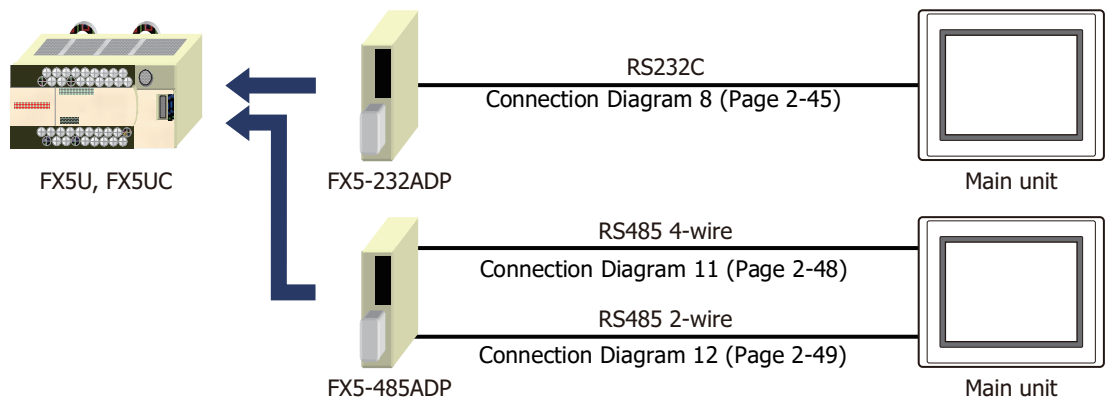 RS232C
Connection Diagram 8 (Page 2-45)
FX5U, FX5UC
FX5-232ADP
Main unit
RS485 4-wire
Connection Diagram 11 (Page 2-48)
RS485 2-wire
Connection Diagram 12 (Page 2-49)
FX5-485ADP
Main unit